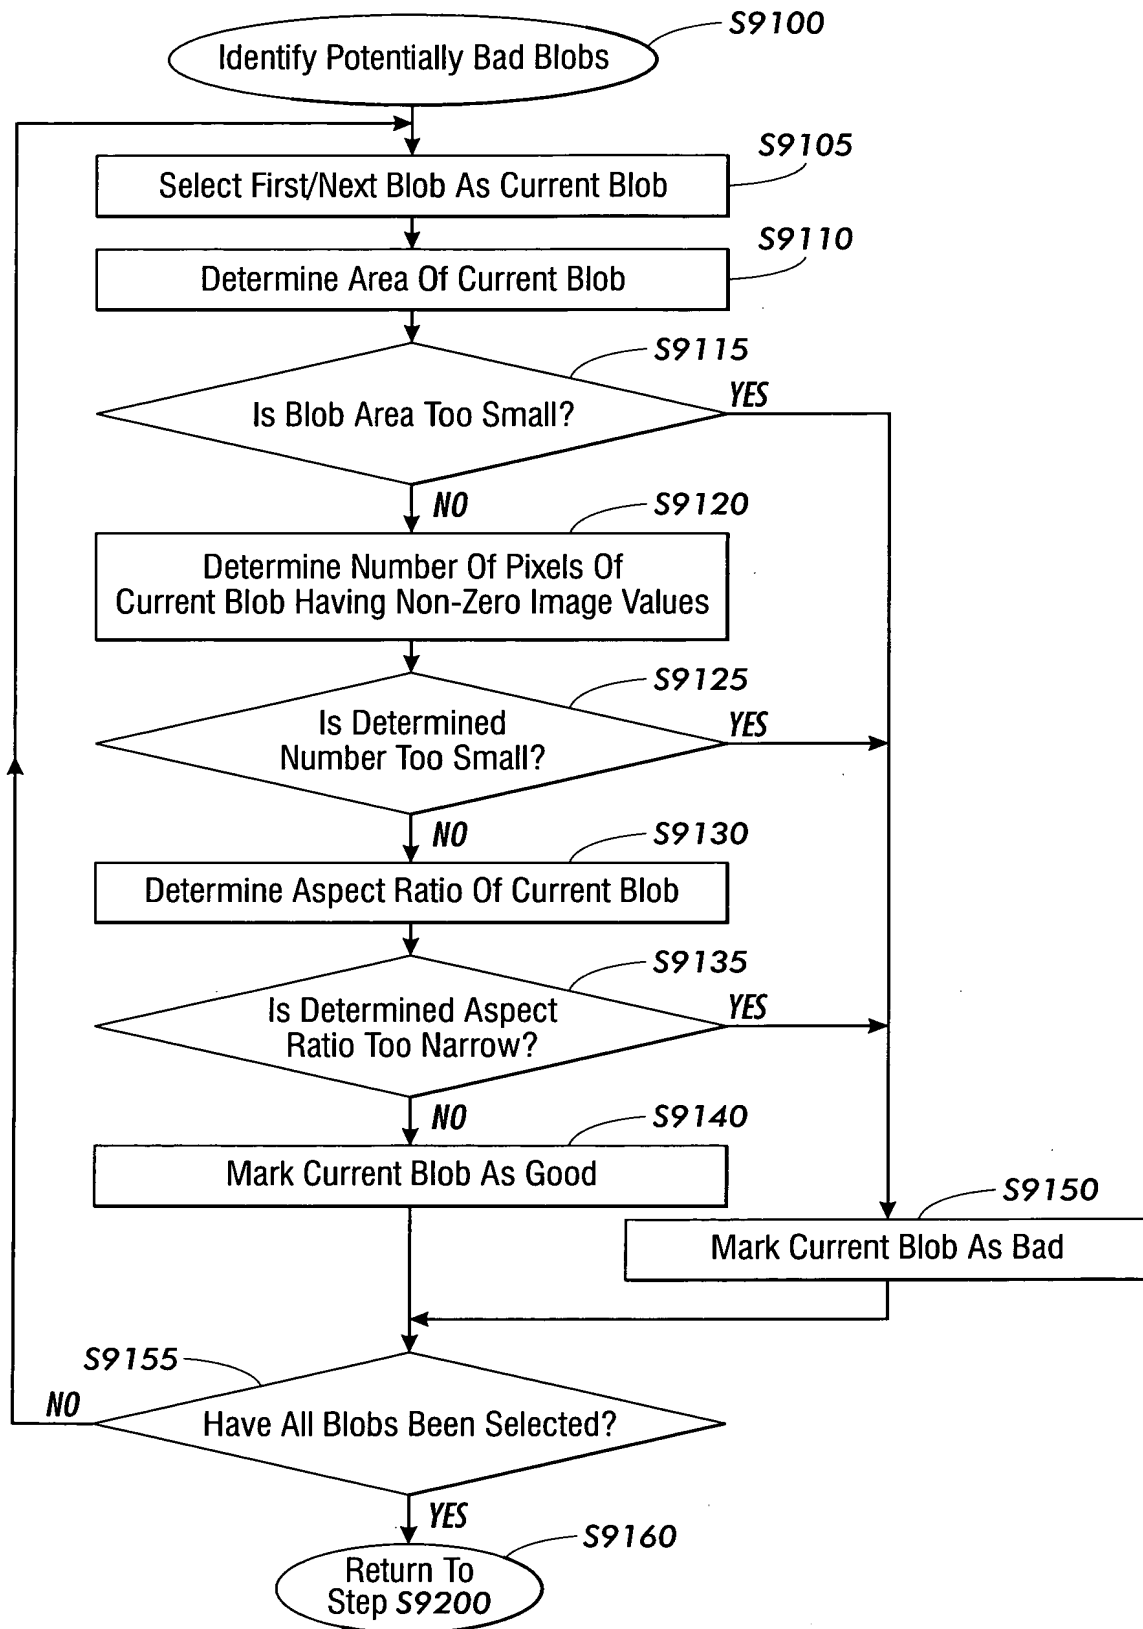 S9100
Identify Potentially Bad Blobs
S9105
Select First/Next Blob As Current Blob
S9110
Determine Area Of Current Blob
S9115
Is Blob Area Too Small?
YES
NO
S9120
Determine Number Of Pixels Of
Current Blob Having Non-Zero Image Values
S9125
Is Determined
Number Too Small?
YES
NO
S9130
Determine Aspect Ratio Of Current Blob
S9135
Is Determined Aspect
Ratio Too Narrow?
YES
NO
S9140
Mark Current Blob As Good
S9150
Mark Current Blob As Bad
S9155
NO
Have All Blobs Been Selected?
YES
S9160
Return To
Step S9200